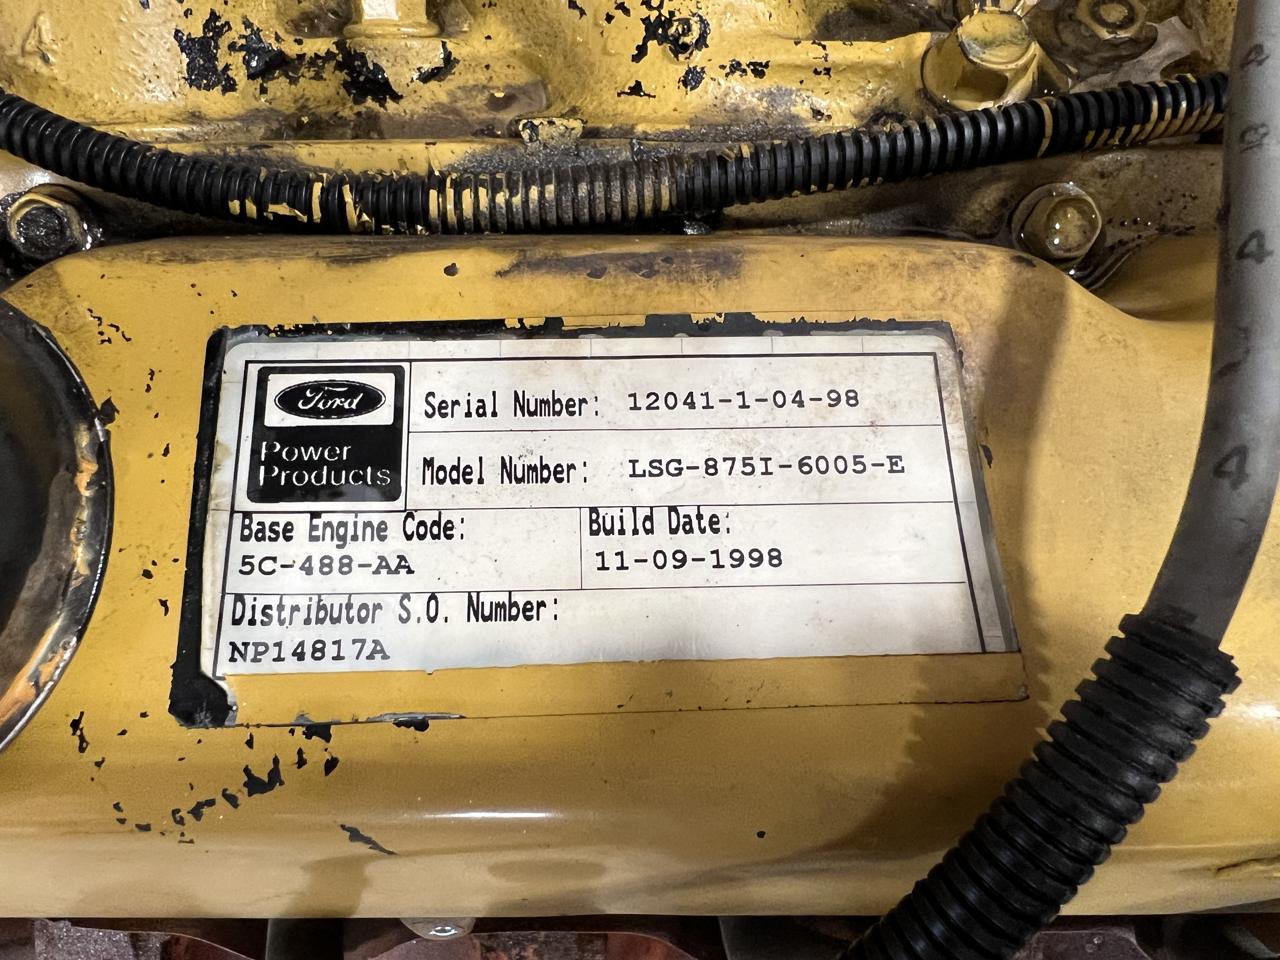 Ford
Power
Products
Serial Number: 12041-1-04-98
Model Number: LSG-875I-6005-E
Base Engine Code:
5C-488-AA
Build Date:
11-09-1998
Distributor S.O. Number:
NP14817A